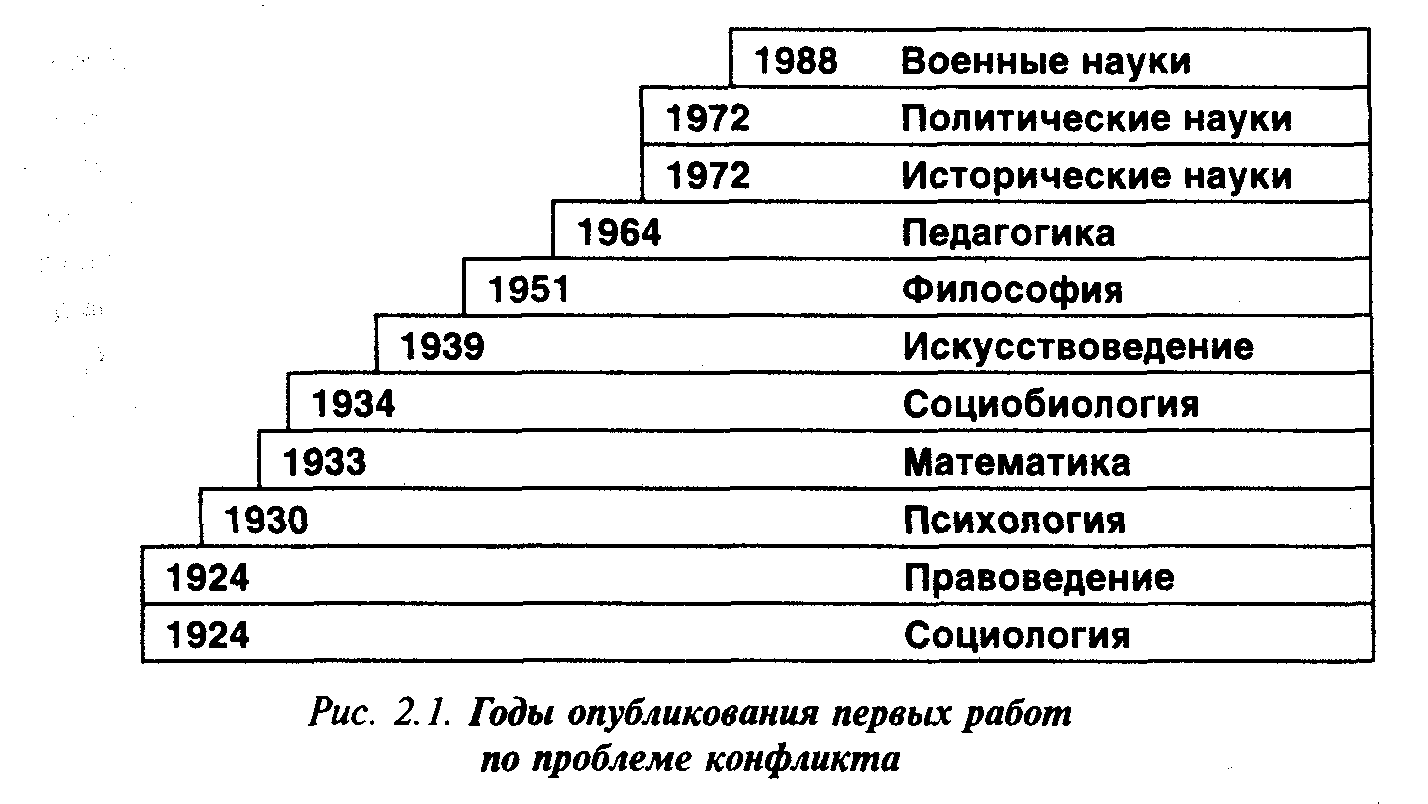 1988 Военные науки
1972 Политические науки
1972 Исторические науки
1964 Педагогика
1951 Философия
1939 Искусствоведение
1934 Социобиология
1933 Математика
1930 Психология
1924 Правоведение
1924 Социология
Рис. 2.1. Годы опубликования первых работ
по проблеме конфликта